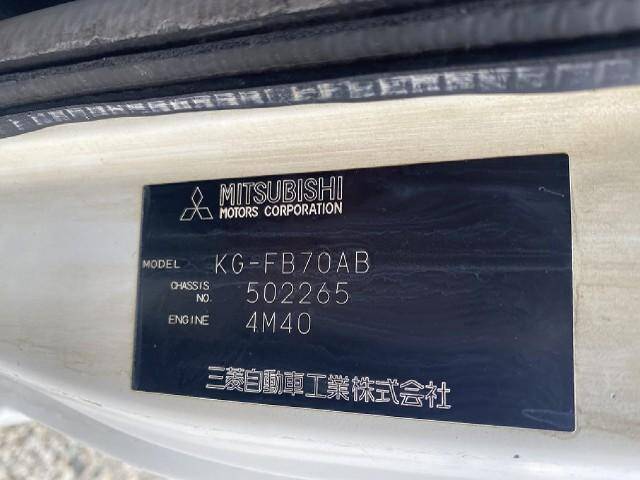 MITSUBISHI
MOTORS CORPORATION
MODEL KG-FB70AB
CHASSIS NO. 502265
ENGINE 4M40
三菱自動車工業株式会社